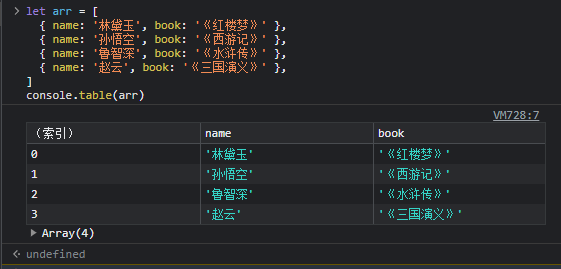 let arr = [
{ name: '林黛玉', book: '《红楼梦》' },
{ name: '孙悟空', book: '《西游记》' },
{ name: '鲁智深', book: '《水浒传》' },
{ name: '赵云', book: '《三国演义》' },
]
console.table(arr)
VM728:7
（索引） name book
0 '林黛玉' '《红楼梦》'
1 '孙悟空' '《西游记》'
2 '鲁智深' '《水浒传》'
3 '赵云' '《三国演义》'
Array(4)
undefined